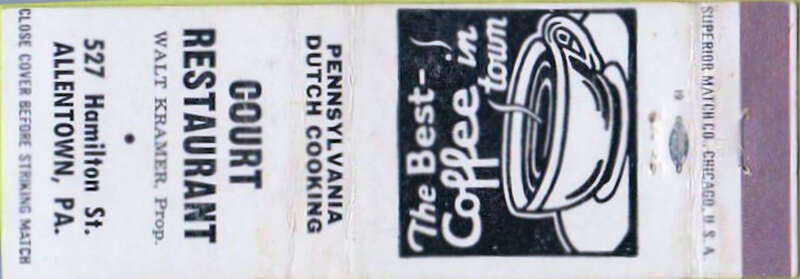 SUPERIOR MATCH CO., CHICAGO, U.S.A.
19
The Best-
Coffee in
town
PENNSYLVANIA
DUTCH COOKING
COURT
RESTAURANT
WALT KRAMER, Prop.
527 Hamilton St.
ALLENTOWN, PA.
CLOSE COVER BEFORE STRIKING MATCH